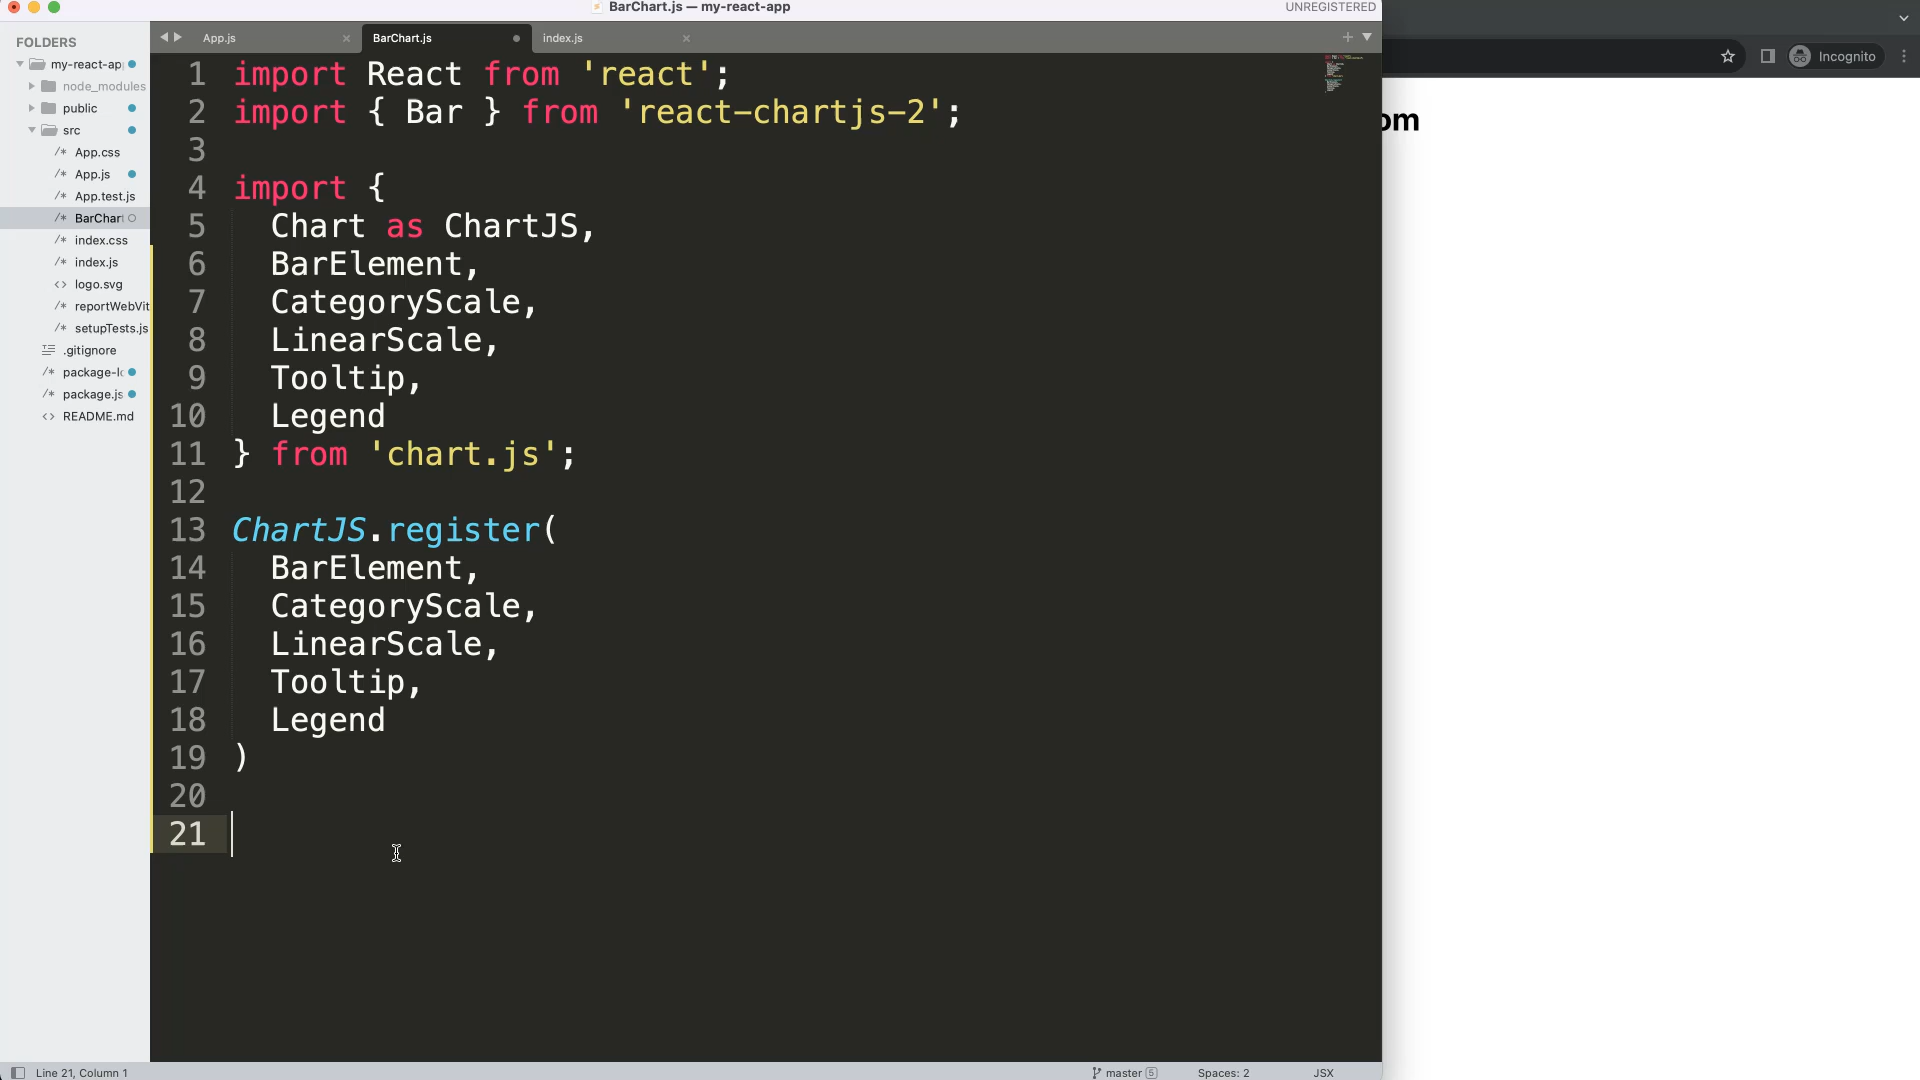 BarChart.js — my-react-app
UNREGISTERED
FOLDERS
my-react-ap
node_modules
public
src
App.css
App.js
App.test.js
BarChar
index.css
index.js
logo.svg
reportWebVit
setupTests.js
.gitignore
package-lo
package.js
README.md
App.js
BarChart.js
index.js
1 import React from 'react';
2 import { Bar } from 'react-chartjs-2';
3
4 import {
5 Chart as ChartJS,
6 BarElement,
7 CategoryScale,
8 LinearScale,
9 Tooltip,
10 Legend
11 } from 'chart.js';
12
13 ChartJS.register(
14 BarElement,
15 CategoryScale,
16 LinearScale,
17 Tooltip,
18 Legend
19 )
20
21
Line 21, Column 1
master 5
Spaces: 2
JSX
Incognito
om